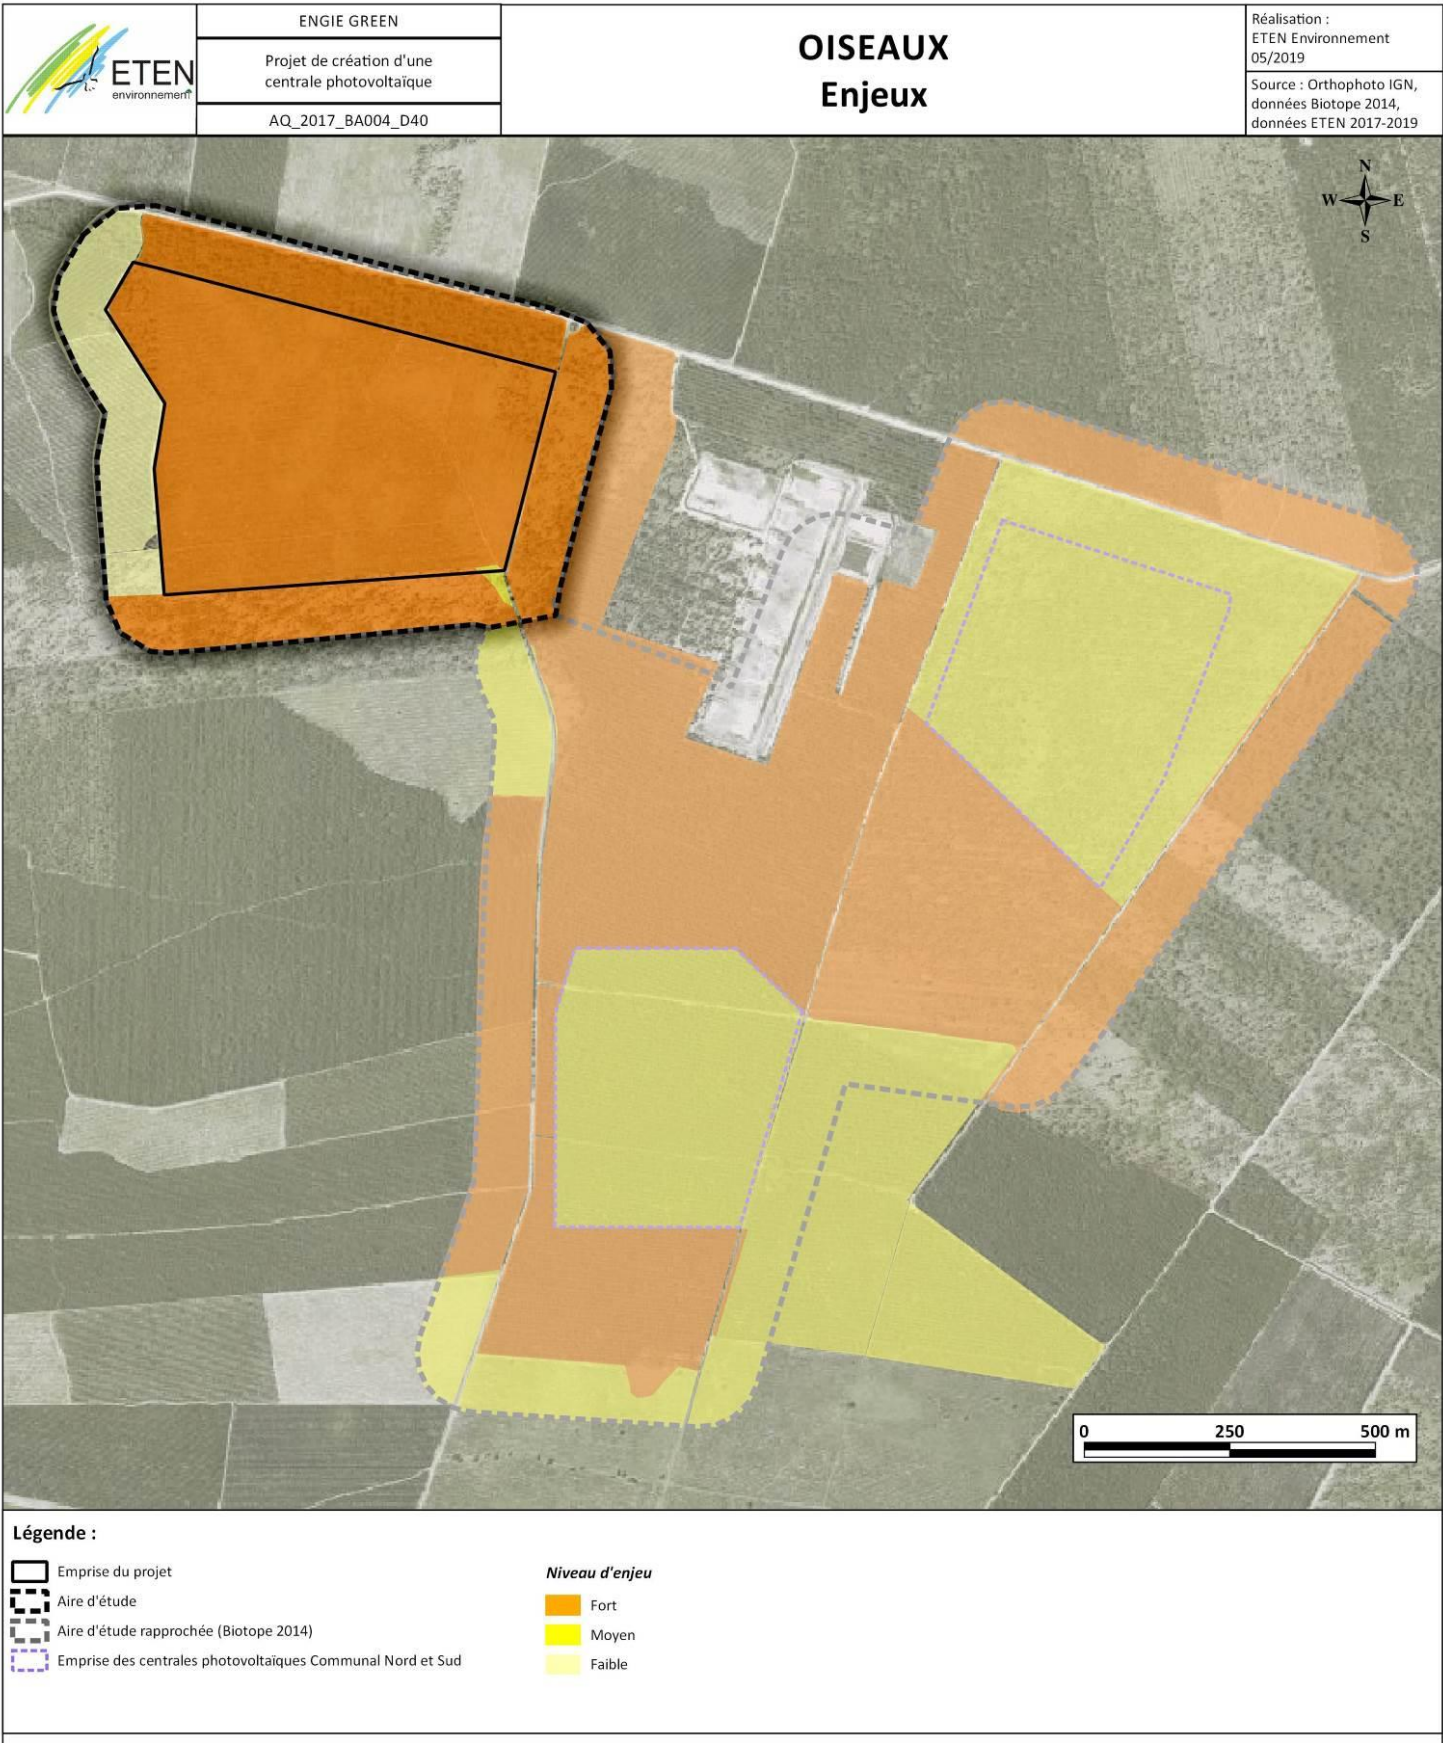 ETEN
environnement
ENGIE GREEN
Projet de création d'une
centrale photovoltaïque
AQ_2017_BA004_D40
OISEAUX
Enjeux
Réalisation :
ETEN Environnement
05/2019
Source : Orthophoto IGN,
données Biotope 2014,
données ETEN 2017-2019
N
W E
S
0 250 500 m
Légende :
Emprise du projet
Aire d'étude
Aire d'étude rapprochée (Biotope 2014)
Emprise des centrales photovoltaïques Communal Nord et Sud
Niveau d'enjeu
Fort
Moyen
Faible